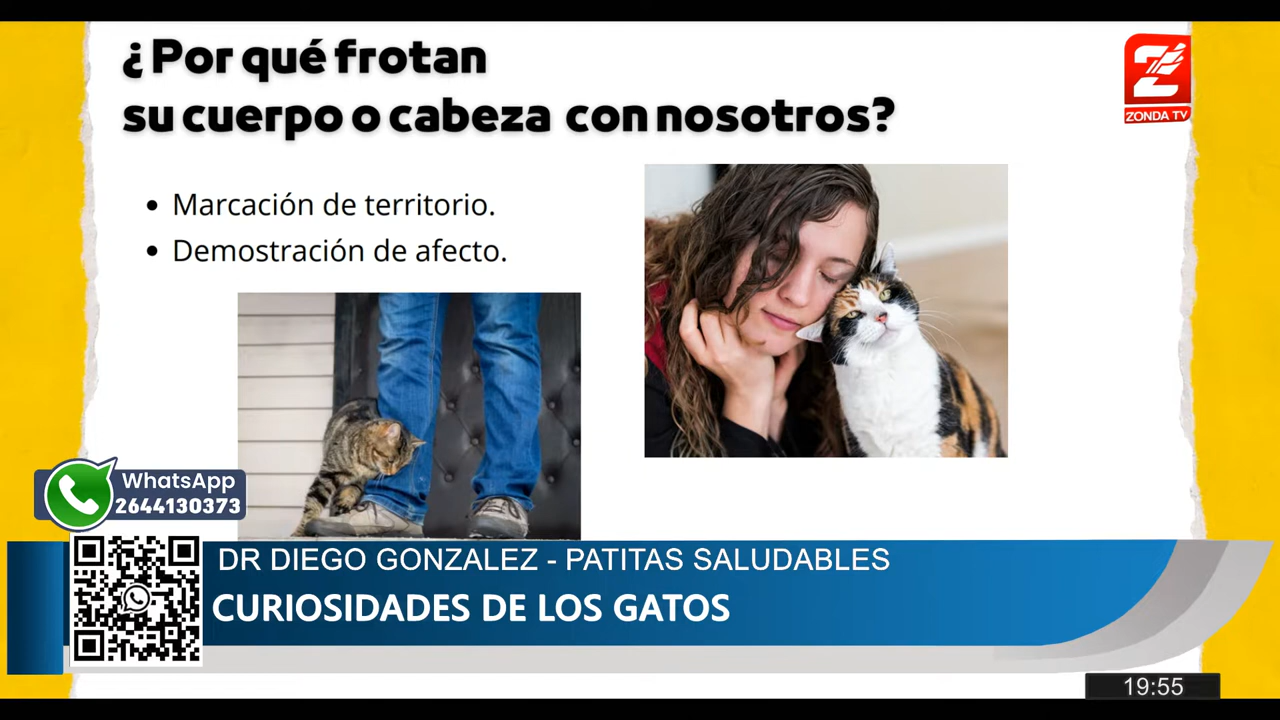 ¿Por qué frotan
su cuerpo o cabeza con nosotros?
ZONDA TV
• Marcación de territorio.
• Demostración de afecto.
WhatsApp
2644130373
DR DIEGO GONZALEZ - PATITAS SALUDABLES
CURIOSIDADES DE LOS GATOS
19:55